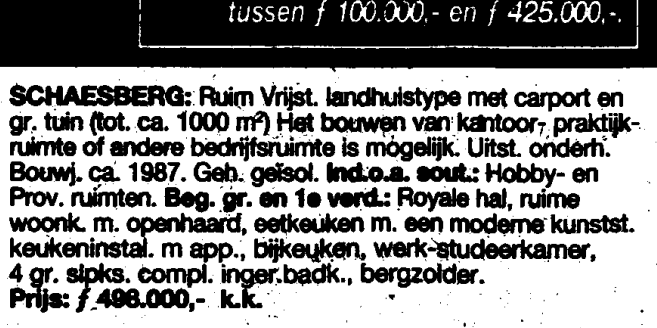 tussen ƒ 100.000,- en ƒ 425.000,-.
SCHAESBERG: Ruim Vrijst. landhuistype met carport en
gr. tuin (tot. ca. 1000 m²) Het bouwen van kantoor-, praktijk-
ruimte of andere bedrijfsruimte is mogelijk. Uitst. onderh.
Bouwj. ca. 1987. Geh. geïsol. Ind.o.a. sout.: Hobby- en
Prov. ruimten. Beg. gr. en 1e verd.: Royale hal, ruime
woonk. m. openhaard, eetkeuken m. een moderne kunstst.
keukeninstal. m app., bijkeuken, werk-studeerkamer,
4 gr. slpks. compl. inger.badk., bergzolder.
Prijs: ƒ 498.000,- k.k.